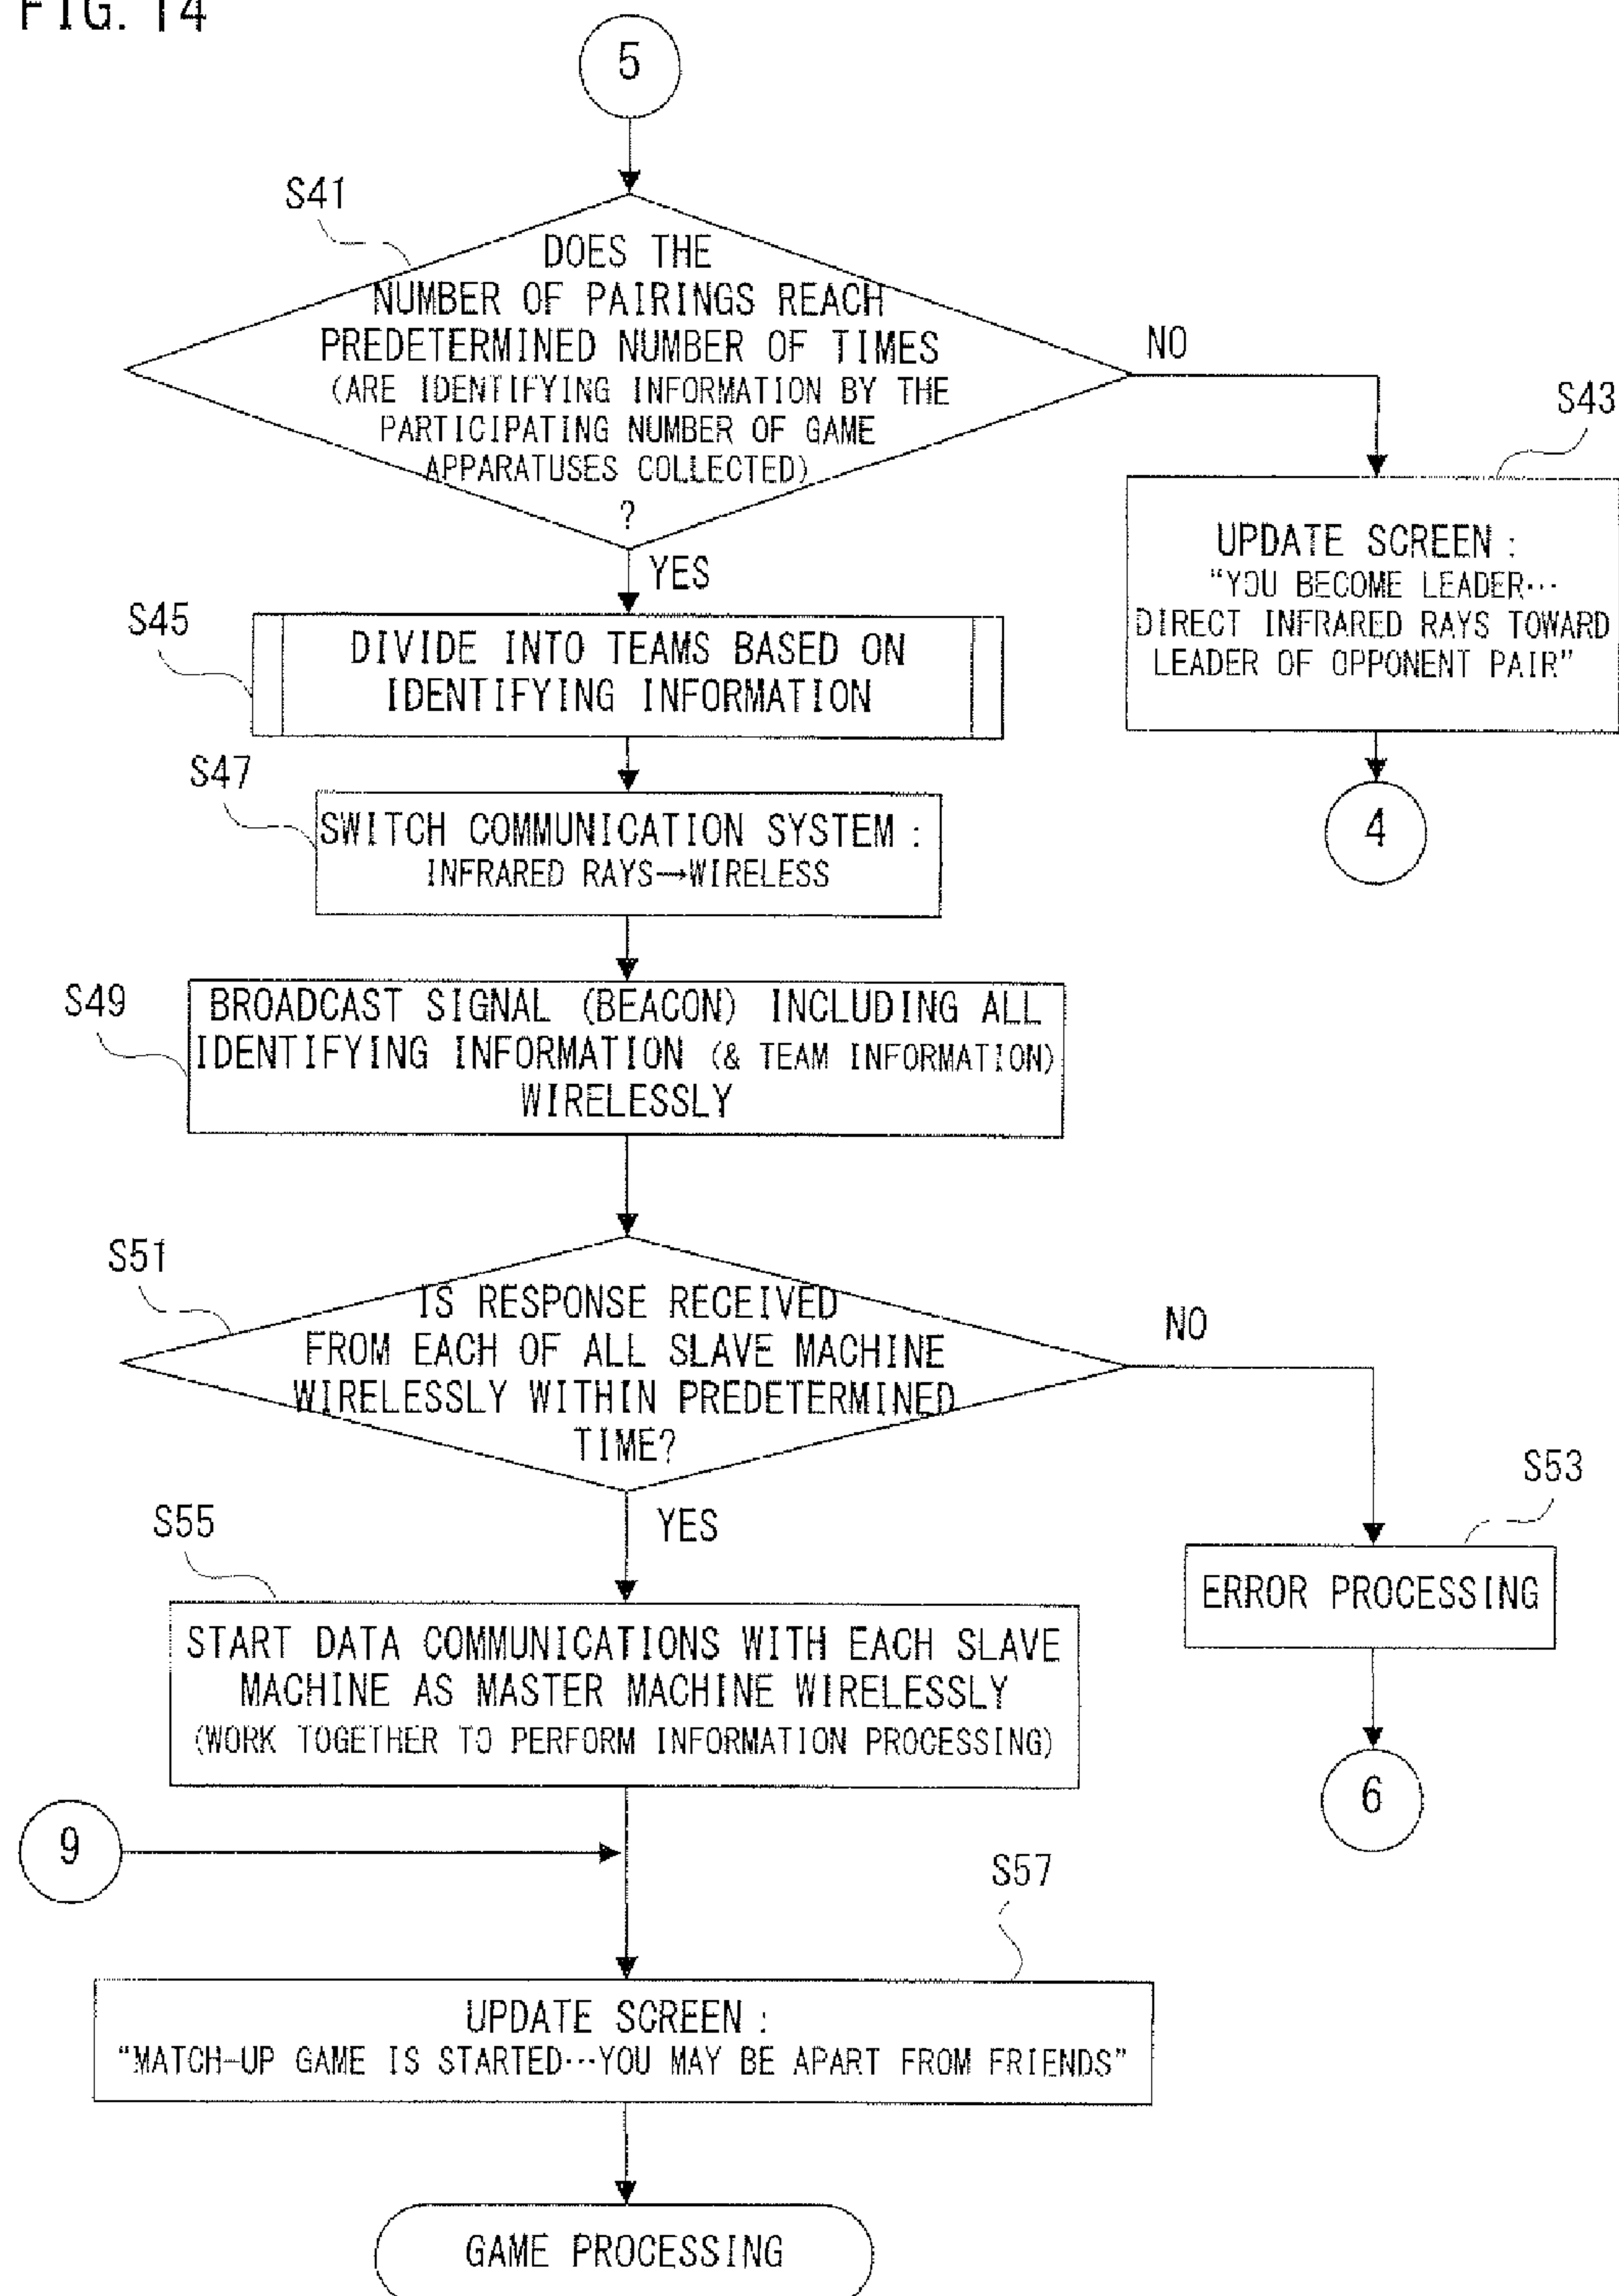 FIG. 14
5
S41
DOES THE
NUMBER OF PAIRINGS REACH
PREDETERMINED NUMBER OF TIMES
(ARE IDENTIFYING INFORMATION BY THE
PARTICIPATING NUMBER OF GAME
APPARATUSES COLLECTED)
?
NO
YES
S43
UPDATE SCREEN:
"YOU BECOME LEADER···
DIRECT INFRARED RAYS TOWARD
LEADER OF OPPONENT PAIR"
4
S45
DIVIDE INTO TEAMS BASED ON
IDENTIFYING INFORMATION
S47
SWITCH COMMUNICATION SYSTEM:
INFRARED RAYS→WIRELESS
S49
BROADCAST SIGNAL (BEACON) INCLUDING ALL
IDENTIFYING INFORMATION (& TEAM INFORMATION)
WIRELESSLY
S51
IS RESPONSE RECEIVED
FROM EACH OF ALL SLAVE MACHINE
WIRELESSLY WITHIN PREDETERMINED
TIME?
NO
YES
S53
ERROR PROCESSING
6
S55
START DATA COMMUNICATIONS WITH EACH SLAVE
MACHINE AS MASTER MACHINE WIRELESSLY
(WORK TOGETHER TO PERFORM INFORMATION PROCESSING)
9
S57
UPDATE SCREEN:
"MATCH-UP GAME IS STARTED···YOU MAY BE APART FROM FRIENDS"
GAME PROCESSING